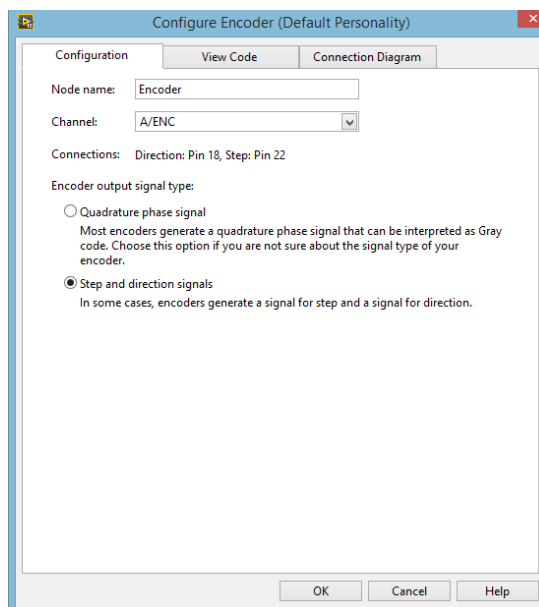 Configure Encoder (Default Personality)
Configuration
View Code
Connection Diagram
Node name: Encoder
Channel: A/ENC
Connections: Direction: Pin 18, Step: Pin 22
Encoder output signal type:
Quadrature phase signal
Most encoders generate a quadrature phase signal that can be interpreted as Gray
code. Choose this option if you are not sure about the signal type of your
encoder.
Step and direction signals
In some cases, encoders generate a signal for step and a signal for direction.
OK
Cancel
Help